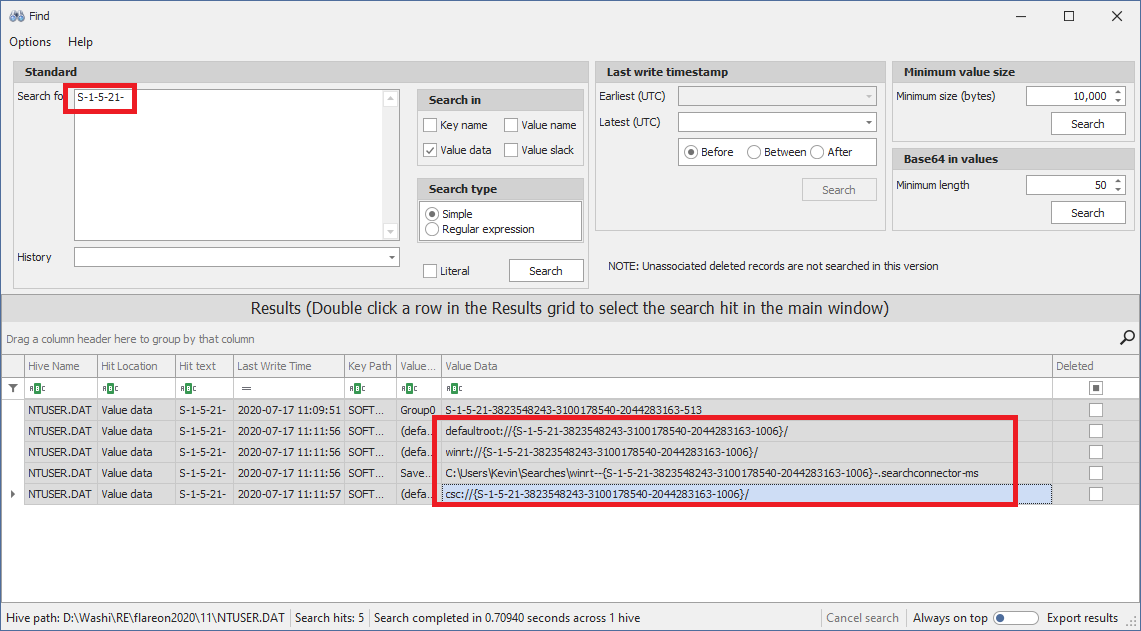 Find
Options Help
Standard
Search fo
S-1-5-21-
Search in
Key name Value name
Value data Value slack
Search type
Simple
Regular expression
History
Literal Search
Last write timestamp
Earliest (UTC)
Latest (UTC)
Before Between After
Search
Minimum value size
Minimum size (bytes) 10,000
Search
Base64 in values
Minimum length 50
Search
NOTE: Unassociated deleted records are not searched in this version
Results (Double click a row in the Results grid to select the search hit in the main window)
Drag a column header here to group by that column
Hive Name Hit Location Hit text Last Write Time Key Path Value... Value Data Deleted
ABC ABC ABC = ABC ABC ABC
NTUSER.DAT Value data S-1-5-21- 2020-07-17 11:09:51 SOFT... Group0 S-1-5-21-3823548243-3100178540-2044283163-513
NTUSER.DAT Value data S-1-5-21- 2020-07-17 11:11:56 SOFT... (defa... defaultroot://{S-1-5-21-3823548243-3100178540-2044283163-1006}/
NTUSER.DAT Value data S-1-5-21- 2020-07-17 11:11:56 SOFT... (defa... winrt://{S-1-5-21-3823548243-3100178540-2044283163-1006}/
NTUSER.DAT Value data S-1-5-21- 2020-07-17 11:11:56 SOFT... Save... C:\Users\Kevin\Searches\winrt--{S-1-5-21-3823548243-3100178540-2044283163-1006}-.searchconnector-ms
NTUSER.DAT Value data S-1-5-21- 2020-07-17 11:11:57 SOFT... (defa... csc://{S-1-5-21-3823548243-3100178540-2044283163-1006}/
Hive path: D:\Washi\RE\flareon2020\11\NTUSER.DAT Search hits: 5 Search completed in 0.70940 seconds across 1 hive Cancel search Always on top Export results